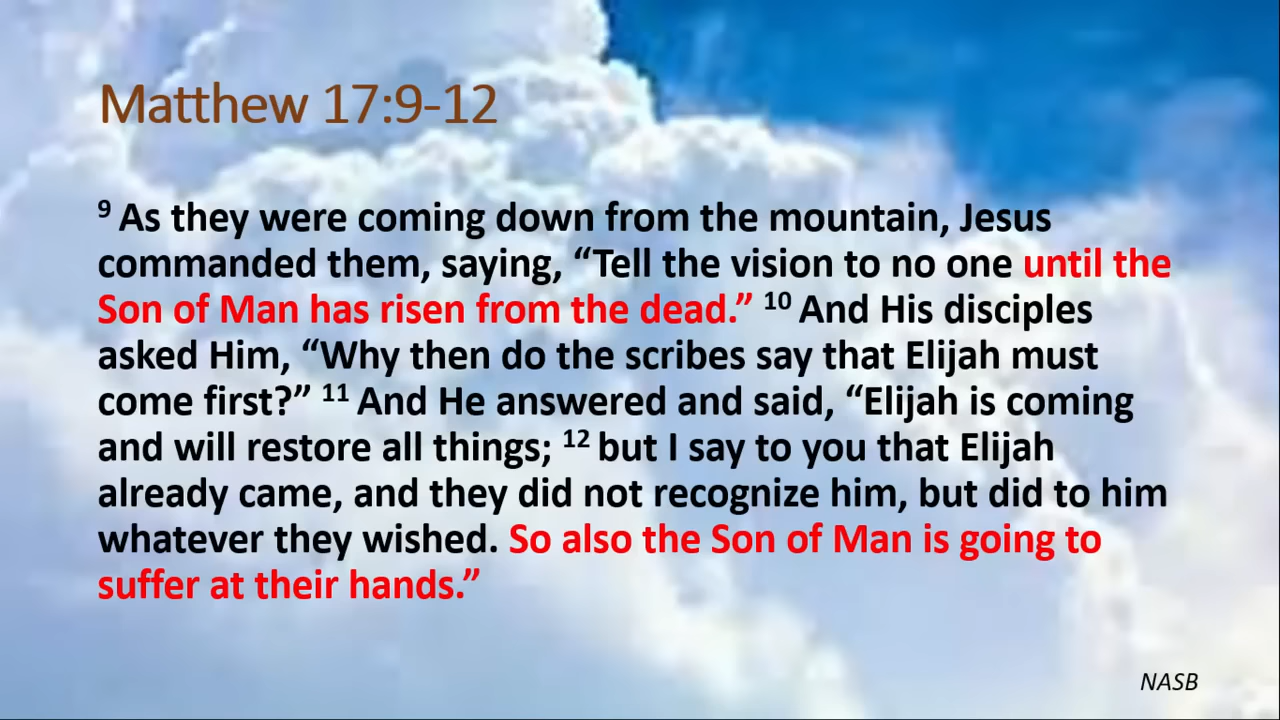 Matthew 17:9-12
9 As they were coming down from the mountain, Jesus
commanded them, saying, “Tell the vision to no one until the
Son of Man has risen from the dead.” 10 And His disciples
asked Him, “Why then do the scribes say that Elijah must
come first?” 11 And He answered and said, “Elijah is coming
and will restore all things; 12 but I say to you that Elijah
already came, and they did not recognize him, but did to him
whatever they wished. So also the Son of Man is going to
suffer at their hands.”
NASB